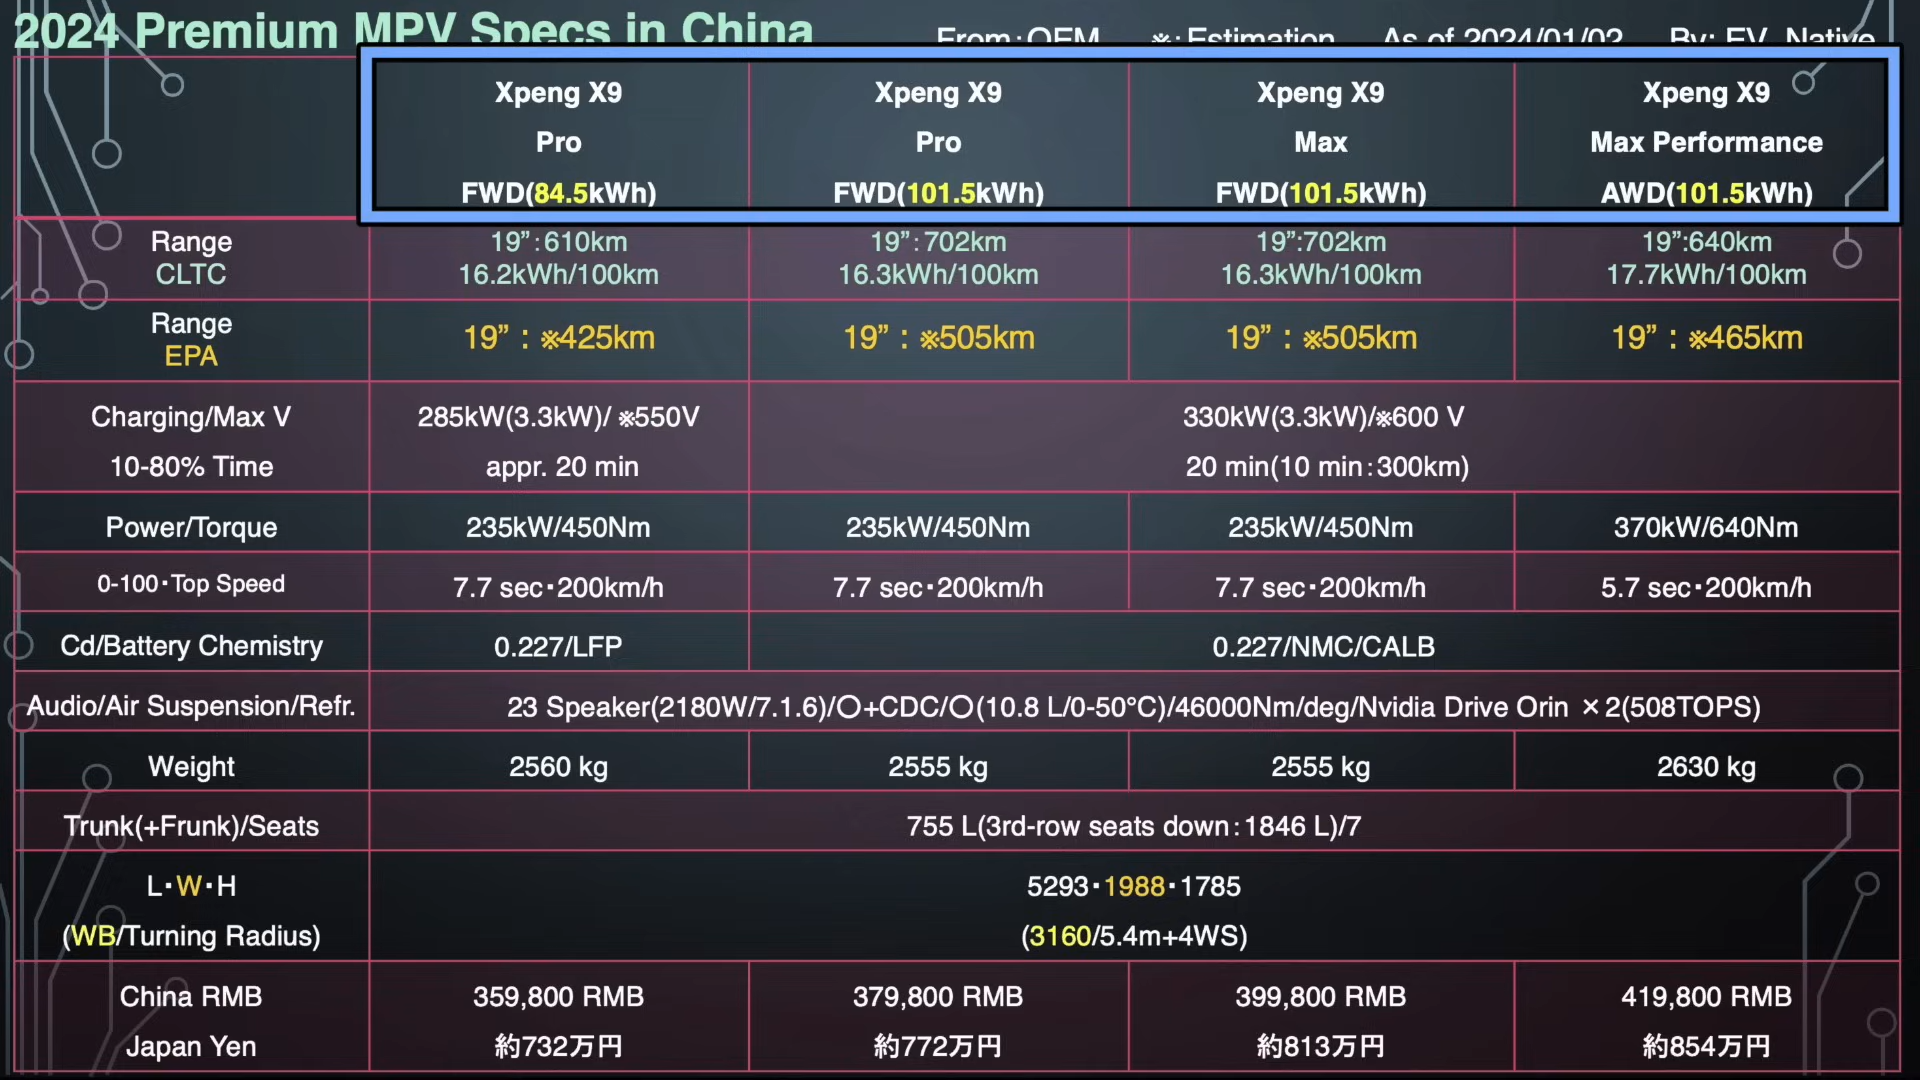 2024 Premium MPV Specs in China From:OEM ※:Estimation As of 2024/01/02 By: EV Native
Xpeng X9 Xpeng X9 Xpeng X9 Xpeng X9
Pro Pro Max Max Performance
FWD(84.5kWh) FWD(101.5kWh) FWD(101.5kWh) AWD(101.5kWh)
Range 19”:610km 19”:702km 19”:702km 19”:640km
CLTC 16.2kWh/100km 16.3kWh/100km 16.3kWh/100km 17.7kWh/100km
Range
EPA 19”:※425km 19”:※505km 19”:※505km 19”:※465km
Charging/Max V 285kW(3.3kW)/ ※550V 330kW(3.3kW)/※600 V
10-80% Time appr. 20 min 20 min(10 min:300km)
Power/Torque 235kW/450Nm 235kW/450Nm 235kW/450Nm 370kW/640Nm
0-100・Top Speed 7.7 sec・200km/h 7.7 sec・200km/h 7.7 sec・200km/h 5.7 sec・200km/h
Cd/Battery Chemistry 0.227/LFP 0.227/NMC/CALB
Audio/Air Suspension/Refr. 23 Speaker(2180W/7.1.6)/〇+CDC/〇(10.8 L/0-50℃)/46000Nm/deg/Nvidia Drive Orin ×2(508TOPS)
Weight 2560 kg 2555 kg 2555 kg 2630 kg
Trunk(+Frunk)/Seats 755 L(3rd-row seats down:1846 L)/7
L・W・H 5293・1988・1785
(WB/Turning Radius) (3160/5.4m+4WS)
China RMB 359,800 RMB 379,800 RMB 399,800 RMB 419,800 RMB
Japan Yen 約732万円 約772万円 約813万円 約854万円